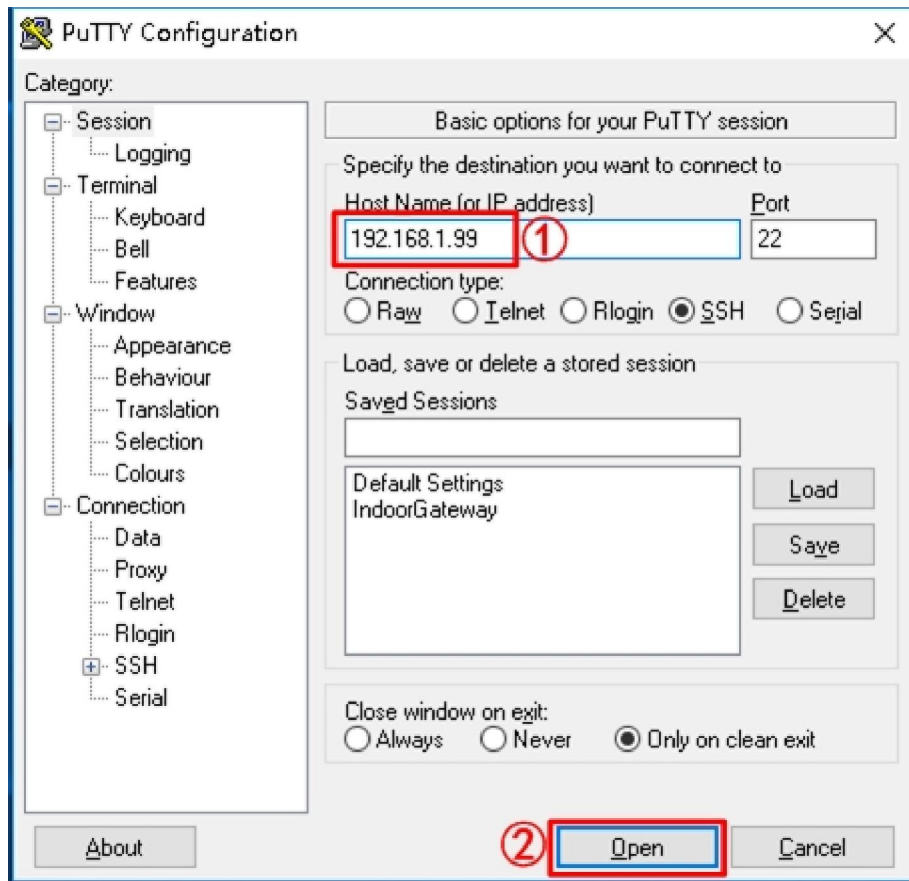 PuTTY Configuration
Category:
Session
Logging
Terminal
Keyboard
Bell
Features
Window
Appearance
Behaviour
Translation
Selection
Colours
Connection
Data
Proxy
Telnet
Rlogin
SSH
Serial
Basic options for your PuTTY session
Specify the destination you want to connect to
Host Name (or IP address) Port
192.168.1.99 ① 22
Connection type:
Raw Telnet Rlogin SSH Serial
Load, save or delete a stored session
Saved Sessions
Default Settings
IndoorGateway
Load
Save
Delete
Close window on exit:
Always Never Only on clean exit
About ② Open Cancel